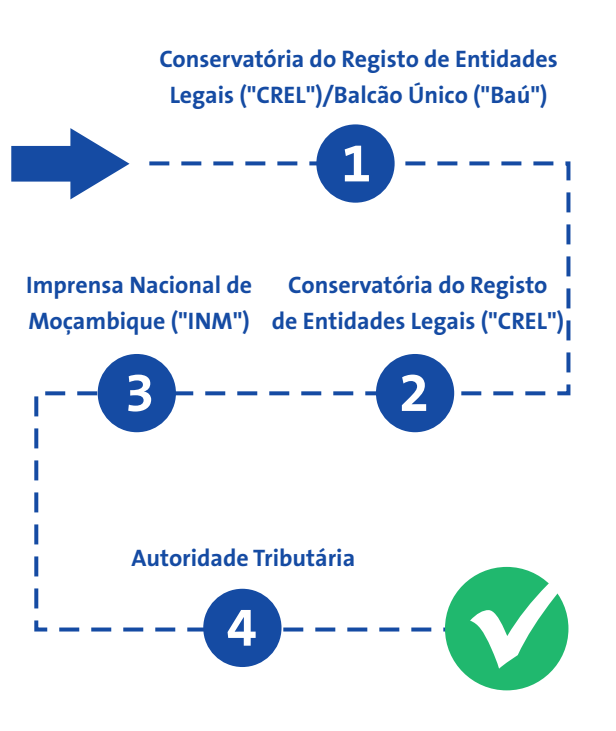 Conservatória do Registo de Entidades
Legais ("CREL")/Balcão Único ("Baú")
1
Imprensa Nacional de
Moçambique ("INM")
3
Conservatória do Registo
de Entidades Legais ("CREL")
2
Autoridade Tributária
4